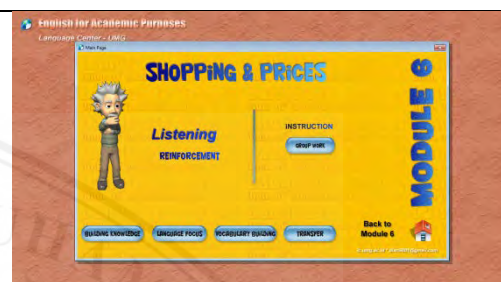 English for Academic Purposes
Language Center - UMG
Main Page
SHOPPiNG & PRiCES
Listening
REINFORCEMENT
INSTRUCTION
GROUP WORK
MODULE 6
BUILDING KNOWLEDGE
LANGUAGE FOCUS
VOCABULARY BUILDING
TRANSFER
Back to
Module 6